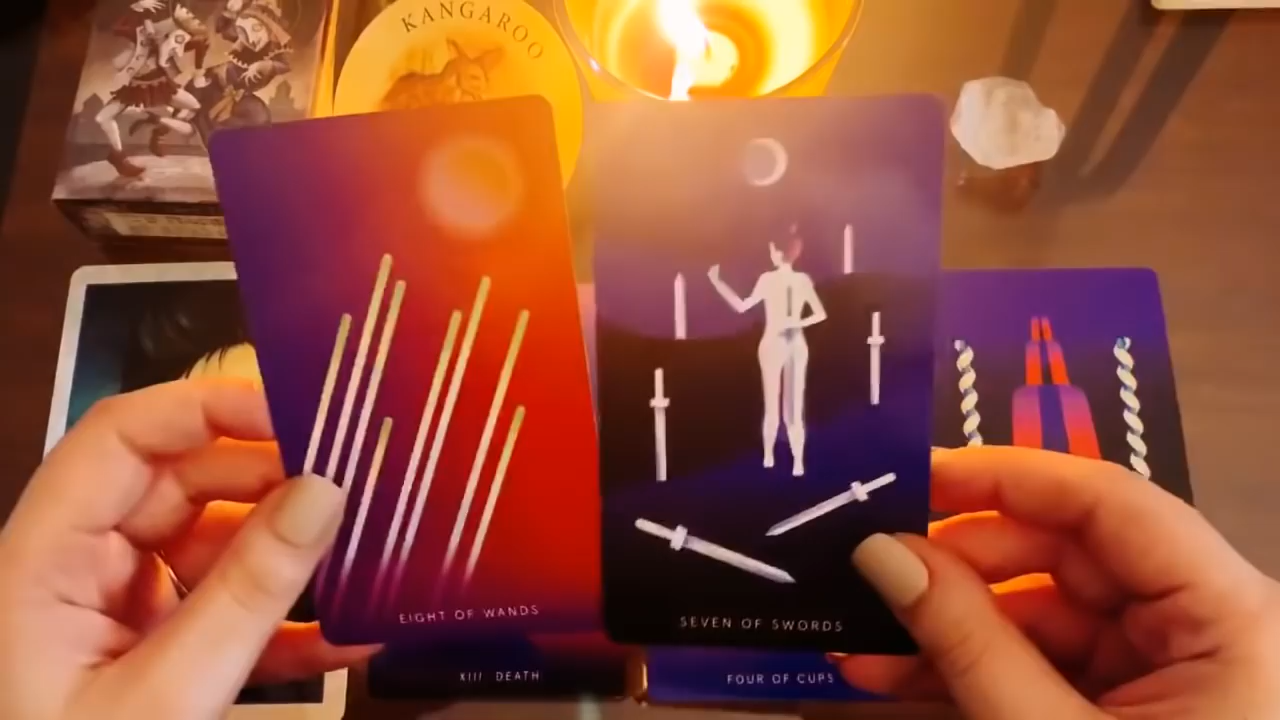 KANGAROO
EIGHT OF WANDS
SEVEN OF SWORDS
XIII DEATH
FOUR OF CUPS